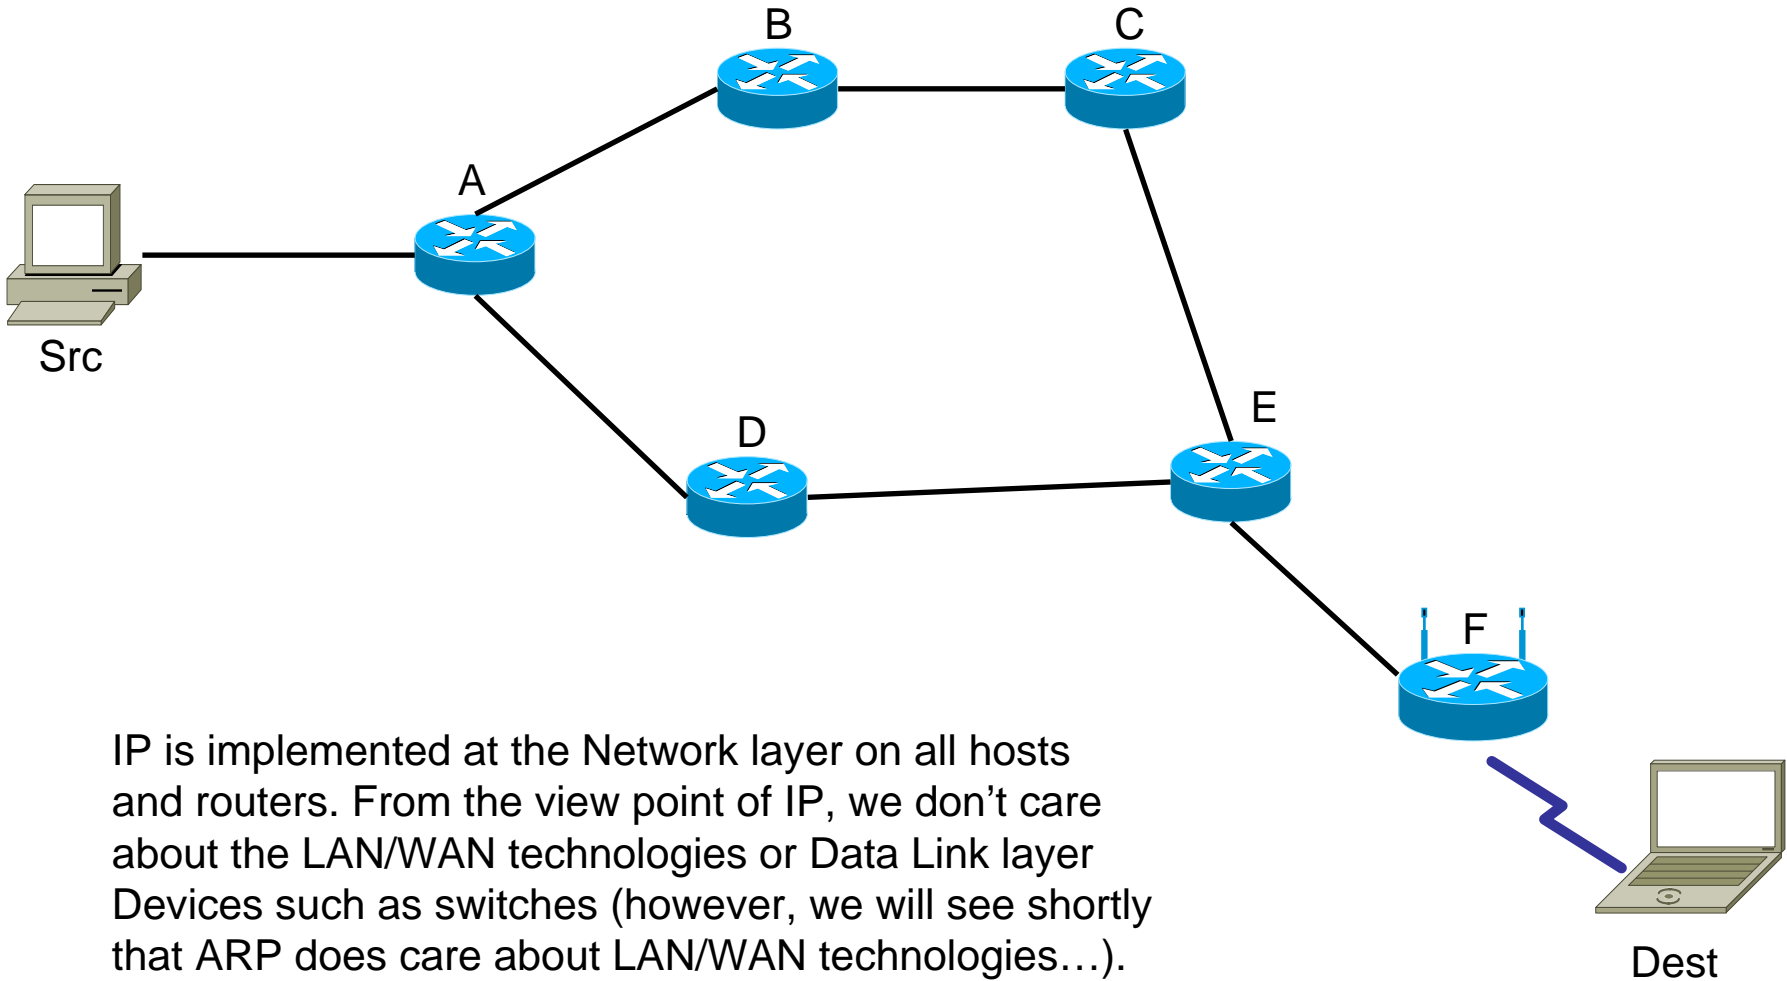 B
C
A
Src
E
D
F
IP is implemented at the Network layer on all hosts
and routers. From the view point of IP, we don’t care
about the LAN/WAN technologies or Data Link layer
Devices such as switches (however, we will see shortly
that ARP does care about LAN/WAN technologies…).
Dest